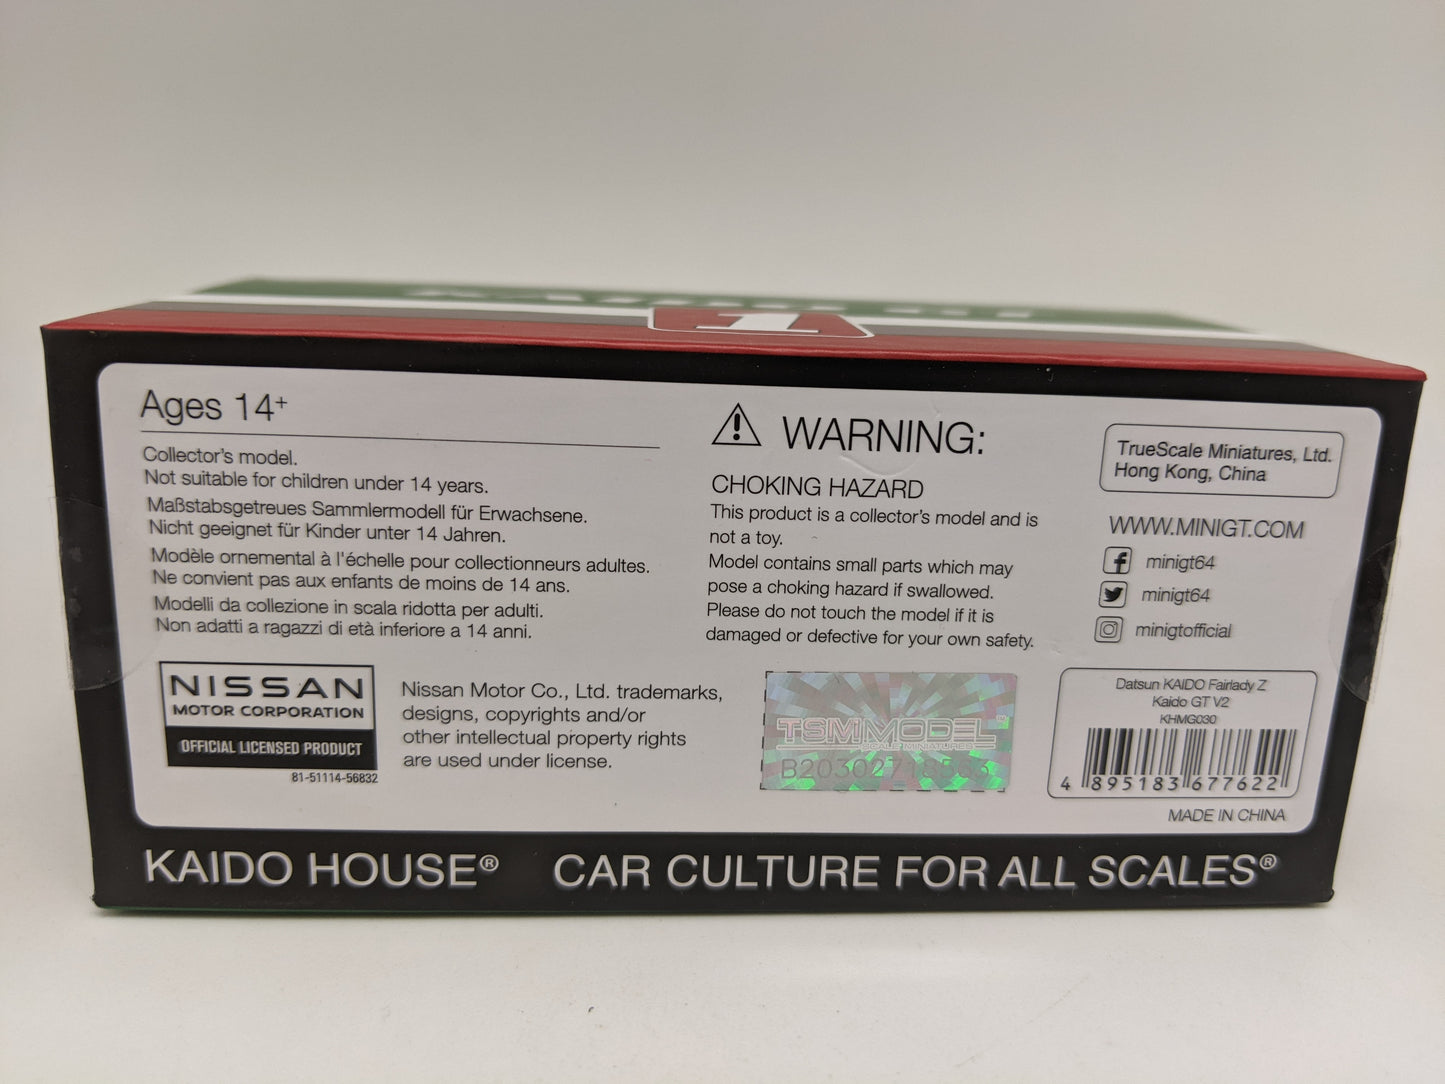 Ages 14+
Collector's model.
Not suitable for children under 14 years.
Maßstabsgetreues Sammlermodell für Erwachsene.
Nicht geeignet für Kinder unter 14 Jahren.
Modèle ornemental à l'échelle pour collectionneurs adultes.
Ne convient pas aux enfants de moins de 14 ans.
Modelli da collezione in scala ridotta per adulti.
Non adatti a ragazzi di età inferiore a 14 anni.
NISSAN
MOTOR CORPORATION
OFFICIAL LICENSED PRODUCT
81-51114-56832
Nissan Motor Co., Ltd. trademarks,
designs, copyrights and/or
other intellectual property rights
are used under license.
WARNING:
CHOKING HAZARD
This product is a collector's model and is
not a toy.
Model contains small parts which may
pose a choking hazard if swallowed.
Please do not touch the model if it is
damaged or defective for your own safety.
TSMMODEL™
SCALE MINIATURES
TrueScale Miniatures, Ltd.
Hong Kong, China
WWW.MINIGT.COM
minigt64
minigt64
minigtofficial
Datsun KAIDO Fairlady Z
Kaido GT V2
KHMG030
4 895183 677622
MADE IN CHINA
KAIDO HOUSE® CAR CULTURE FOR ALL SCALES®